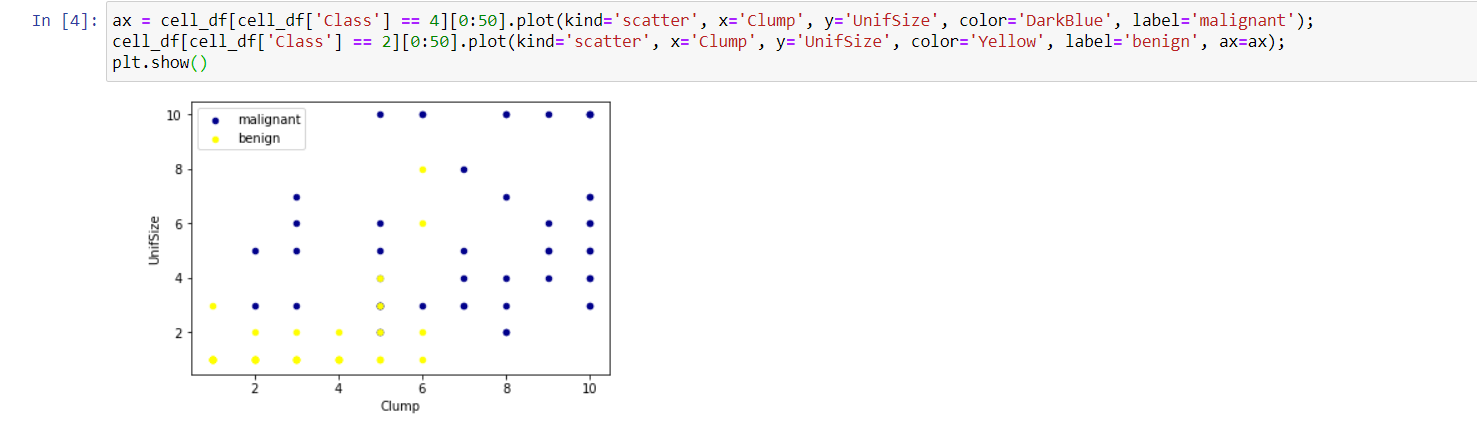 In [4]: ax = cell_df[cell_df['Class'] == 4][0:50].plot(kind='scatter', x='Clump', y='UnifSize', color='DarkBlue', label='malignant');
cell_df[cell_df['Class'] == 2][0:50].plot(kind='scatter', x='Clump', y='UnifSize', color='Yellow', label='benign', ax=ax);
plt.show()
malignant
benign
10
8
6
4
2
UnifSize
2 4 6 8 10
Clump